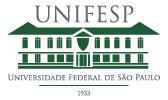 UNIFESP
UNIVERSIDADE FEDERAL DE SÃO PAULO
1933